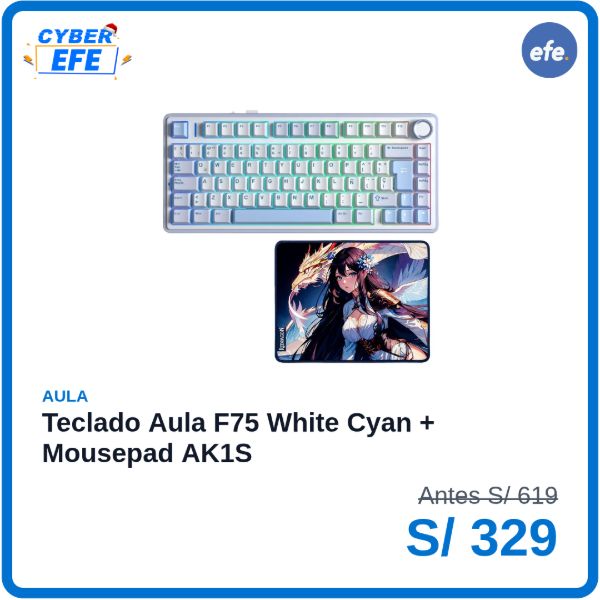 CYBER
EFE
efe.
AULA
Teclado Aula F75 White Cyan +
Mousepad AK1S
Antes S/ 619
S/ 329